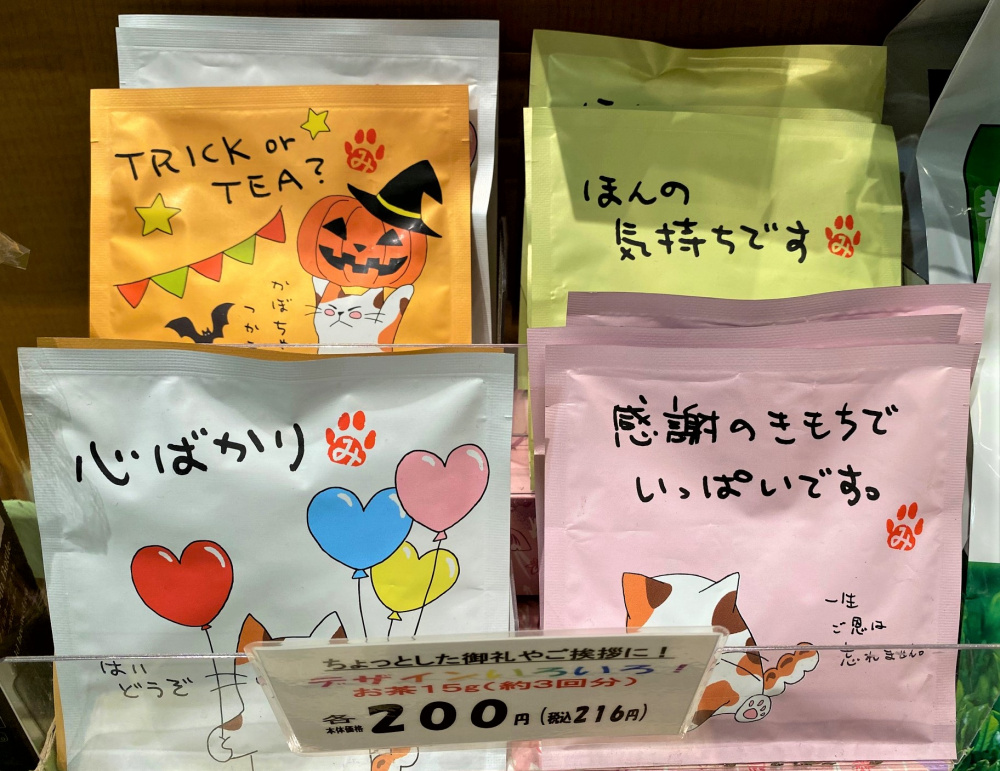 TRICK or
TEA?
み
かぼちゃ
つか
ほんの
気持ちです
み
心ばかり
み
はい
どうぞ
感謝のきもちで
いっぱいです。
み
一生
ご恩は
忘れません。
ちょっとした御礼やご挨拶に！
デザインいろいろ！
お茶15g(約3回分)
各
本体価格
200円(税込216円)